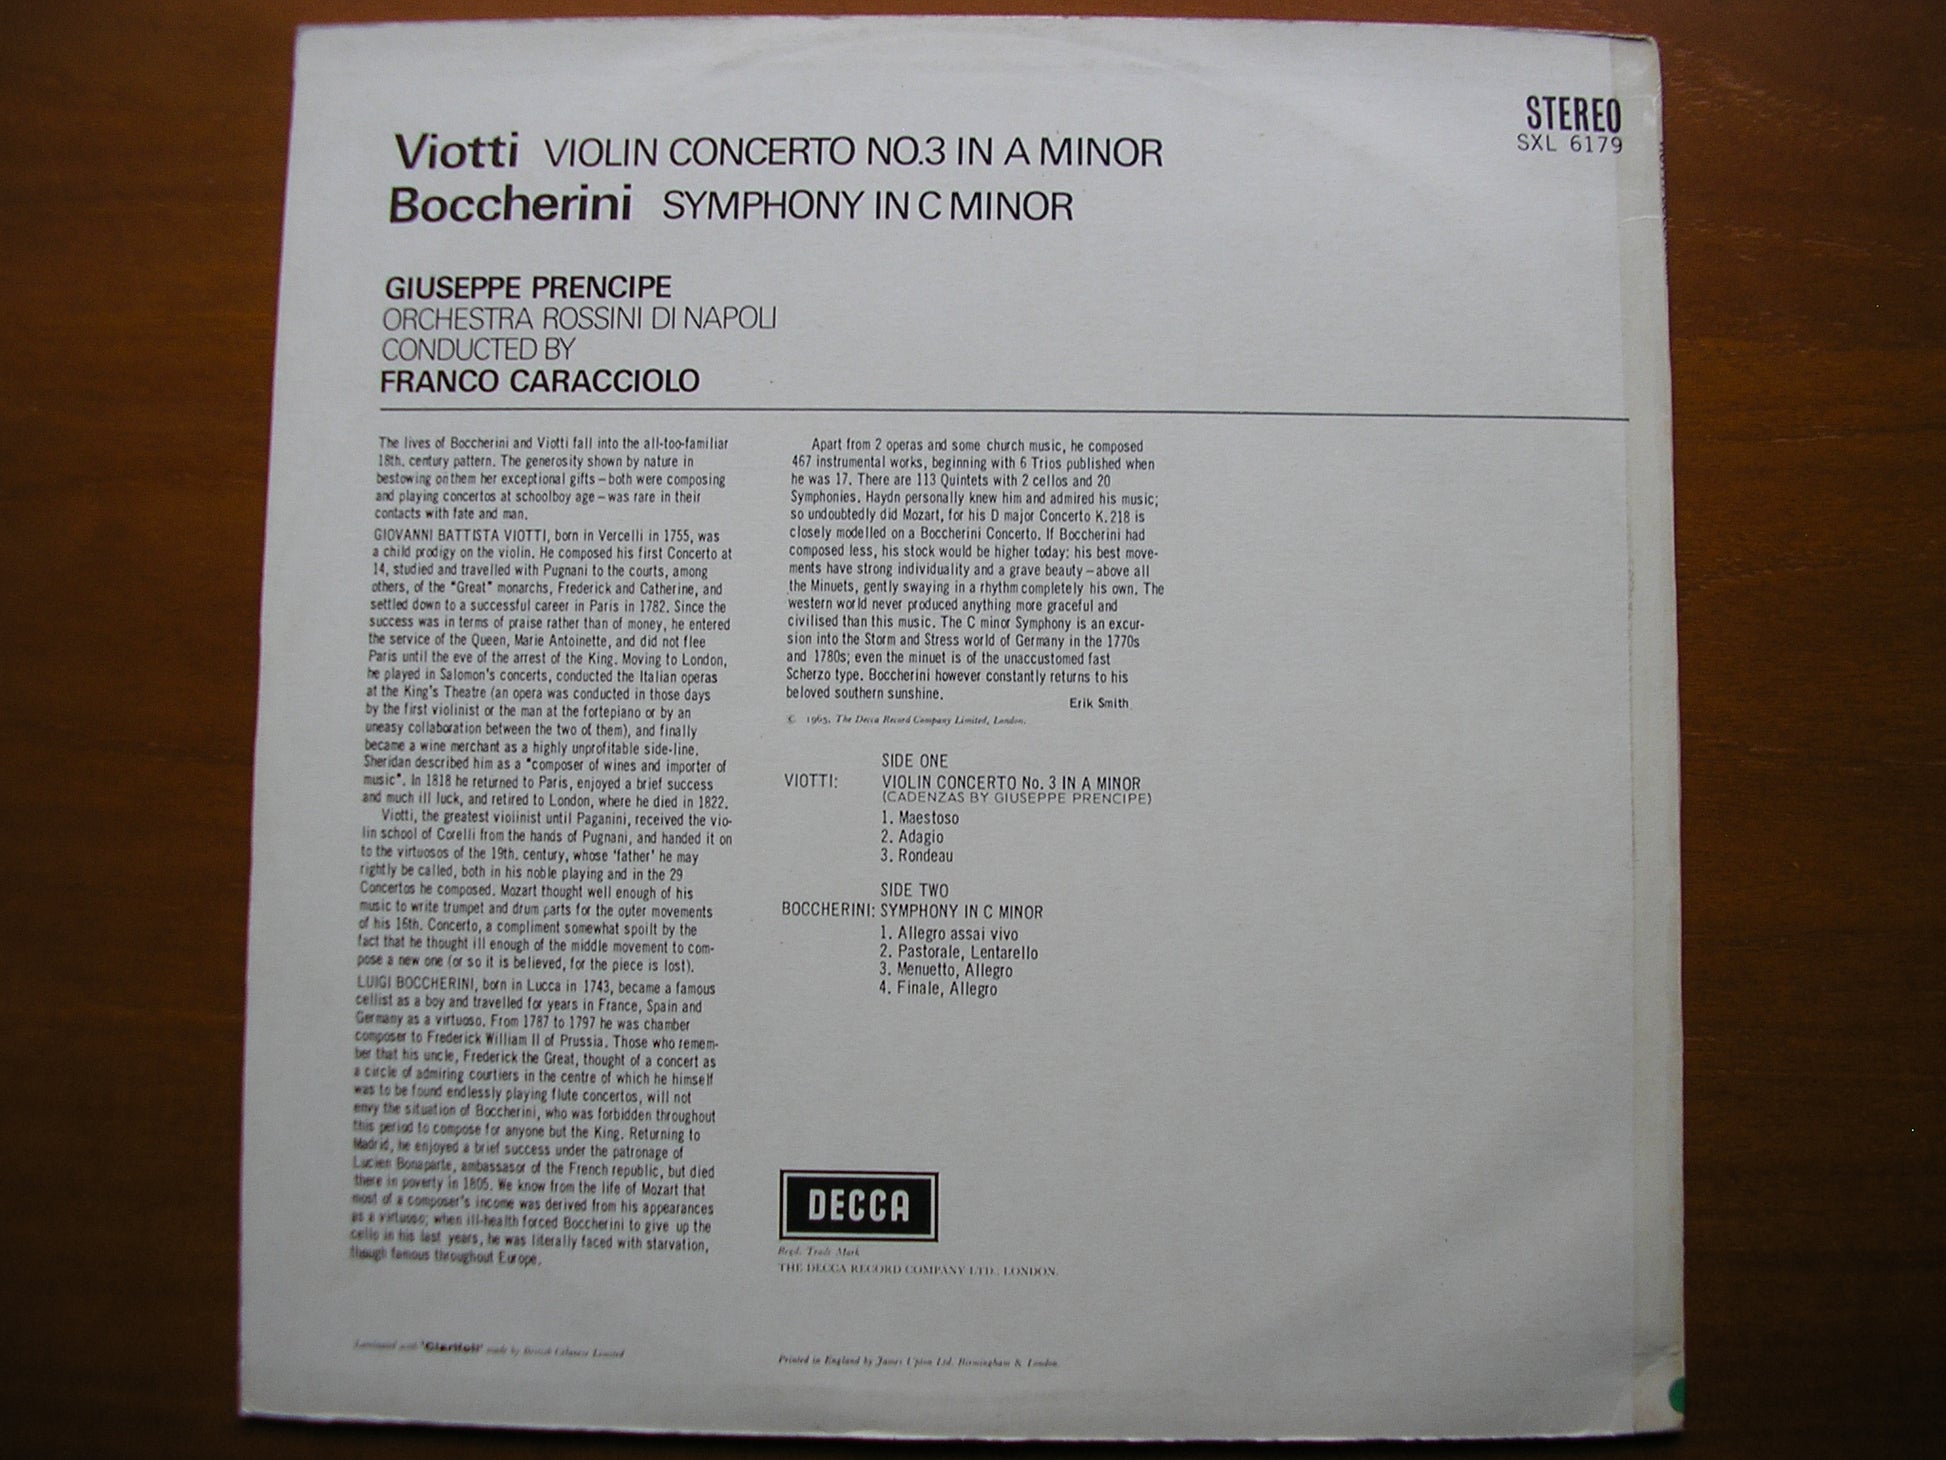 STEREO
SXL 6179
Viotti VIOLIN CONCERTO NO.3 IN A MINOR
Boccherini SYMPHONY IN C MINOR
GIUSEPPE PRENCIPE
ORCHESTRA ROSSINI DI NAPOLI
CONDUCTED BY
FRANCO CARACCIOLO
The lives of Boccherini and Viotti fall into the all-too-familiar
18th. century pattern. The generosity shown by nature in
bestowing on them her exceptional gifts – both were composing
and playing concertos at schoolboy age – was rare in their
contacts with fate and man.
GIOVANNI BATTISTA VIOTTI, born in Vercelli in 1755, was
a child prodigy on the violin. He composed his first Concerto at
14, studied and travelled with Pugnani to the courts, among
others, of the "Great" monarchs, Frederick and Catherine, and
settled down to a successful career in Paris in 1782. Since the
success was in terms of praise rather than of money, he entered
the service of the Queen, Marie Antoinette, and did not flee
Paris until the eve of the arrest of the King. Moving to London,
he played in Salomon's concerts, conducted the Italian operas
at the King's Theatre (an opera was conducted in those days
by the first violinist or the man at the fortepiano or by an
uneasy collaboration between the two of them), and finally
became a wine merchant as a highly unprofitable side-line.
Sheridan described him as a "composer of wines and importer of
music". In 1818 he returned to Paris, enjoyed a brief success
and much ill luck, and retired to London, where he died in 1822.
Viotti, the greatest violinist until Paganini, received the vio-
lin school of Corelli from the hands of Pugnani, and handed it on
to the virtuosos of the 19th. century, whose 'father' he may
rightly be called, both in his noble playing and in the 29
Concertos he composed. Mozart thought well enough of his
music to write trumpet and drum parts for the outer movements
of his 16th. Concerto, a compliment somewhat spoilt by the
fact that he thought ill enough of the middle movement to com-
pose a new one (or so it is believed, for the piece is lost).
LUIGI BOCCHERINI, born in Lucca in 1743, became a famous
cellist as a boy and travelled for years in France, Spain and
Germany as a virtuoso. From 1787 to 1797 he was chamber
composer to Frederick William II of Prussia. Those who remem-
ber that his uncle, Frederick the Great, thought of a concert as
a circle of admiring courtiers in the centre of which he himself
was to be found endlessly playing flute concertos, will not
envy the situation of Boccherini, who was forbidden throughout
this period to compose for anyone but the King. Returning to
Madrid, he enjoyed a brief success under the patronage of
Lucien Bonaparte, ambassador of the French republic, but died
there in poverty in 1805. We know from the life of Mozart that
most of a composer's income was derived from his appearances
as a virtuoso; when ill-health forced Boccherini to give up the
cello in his last years, he was literally faced with starvation,
though famous throughout Europe.
Apart from 2 operas and some church music, he composed
467 instrumental works, beginning with 6 Trios published when
he was 17. There are 113 Quintets with 2 cellos and 20
Symphonies. Haydn personally knew him and admired his music;
so undoubtedly did Mozart, for his D major Concerto K.218 is
closely modelled on a Boccherini Concerto. If Boccherini had
composed less, his stock would be higher today: his best move-
ments have strong individuality and a grave beauty – above all
the Minuets, gently swaying in a rhythm completely his own. The
western world never produced anything more graceful and
civilised than this music. The C minor Symphony is an excur-
sion into the Storm and Stress world of Germany in the 1770s
and 1780s; even the minuet is of the unaccustomed fast
Scherzo type. Boccherini however constantly returns to his
beloved southern sunshine.
Erik Smith
© 1965, The Decca Record Company Limited, London.
SIDE ONE
VIOTTI: VIOLIN CONCERTO No. 3 IN A MINOR
(CADENZAS BY GIUSEPPE PRENCIPE)
1. Maestoso
2. Adagio
3. Rondeau
SIDE TWO
BOCCHERINI: SYMPHONY IN C MINOR
1. Allegro assai vivo
2. Pastorale, Lentarello
3. Menuetto, Allegro
4. Finale, Allegro
DECCA
Regd. Trade Mark
THE DECCA RECORD COMPANY LTD., LONDON.
Laminated with 'Clarifoil' made by British Celanese Limited
Printed in England by James Upton Ltd. Birmingham & London.